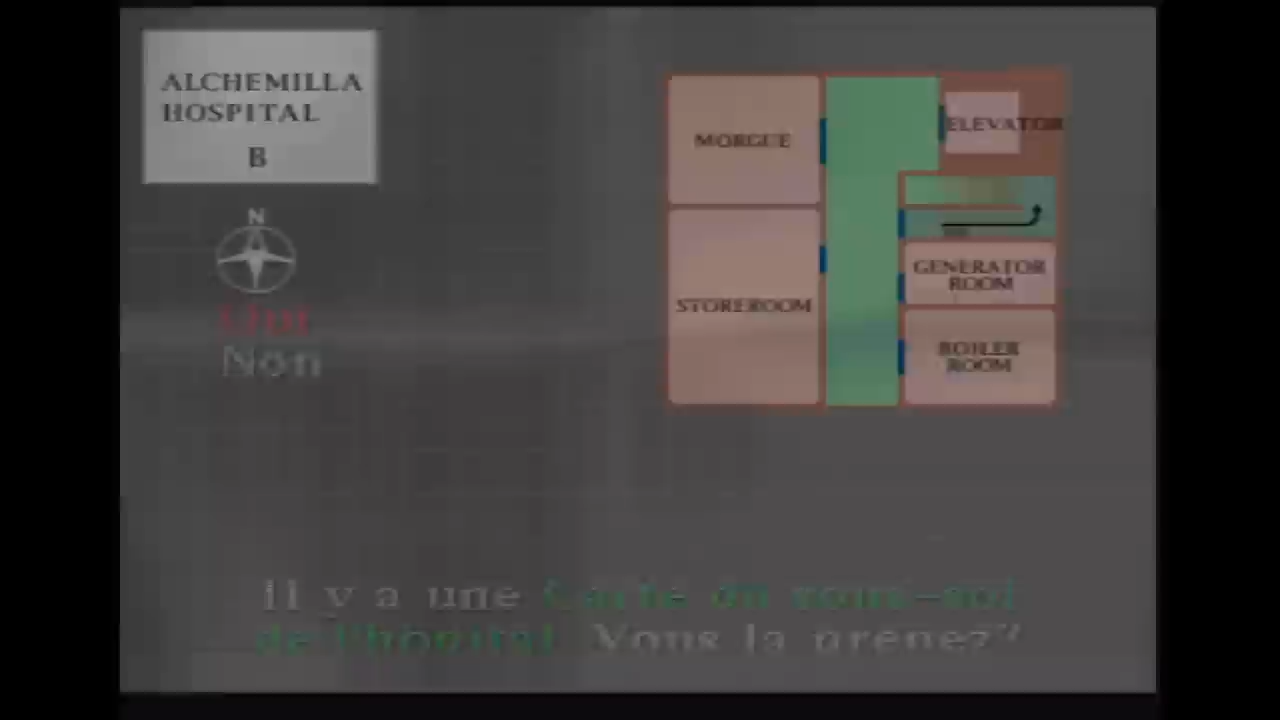 ALCHEMILLA
HOSPITAL
B
N
Oui
Non
MORGUE
ELEVATOR
GENERATOR
ROOM
STOREROOM
BOILER
ROOM
Il y a une Carte du sous-sol
de l'hôpital. Vous la prenez?